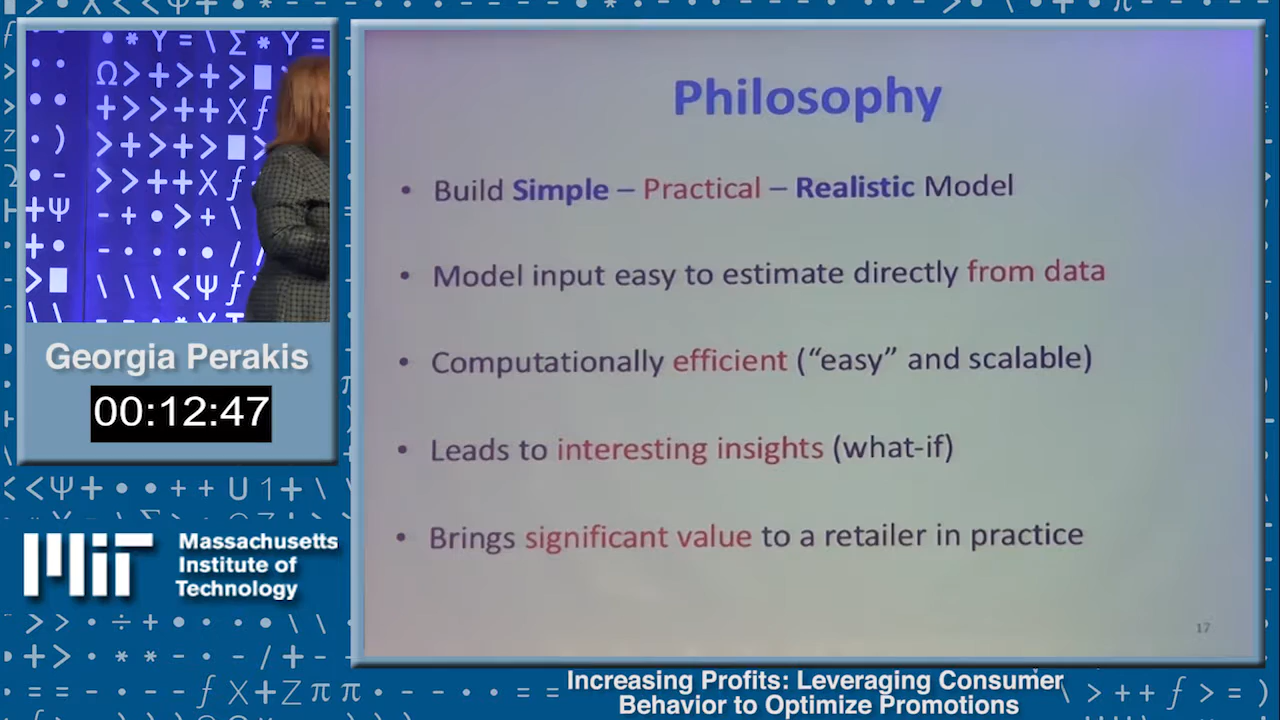 Philosophy
• Build Simple – Practical – Realistic Model
• Model input easy to estimate directly from data
• Computationally efficient (“easy” and scalable)
• Leads to interesting insights (what-if)
• Brings significant value to a retailer in practice
17
Georgia Perakis
00:12:47
MIT
Massachusetts
Institute of
Technology
Increasing Profits: Leveraging Consumer
Behavior to Optimize Promotions